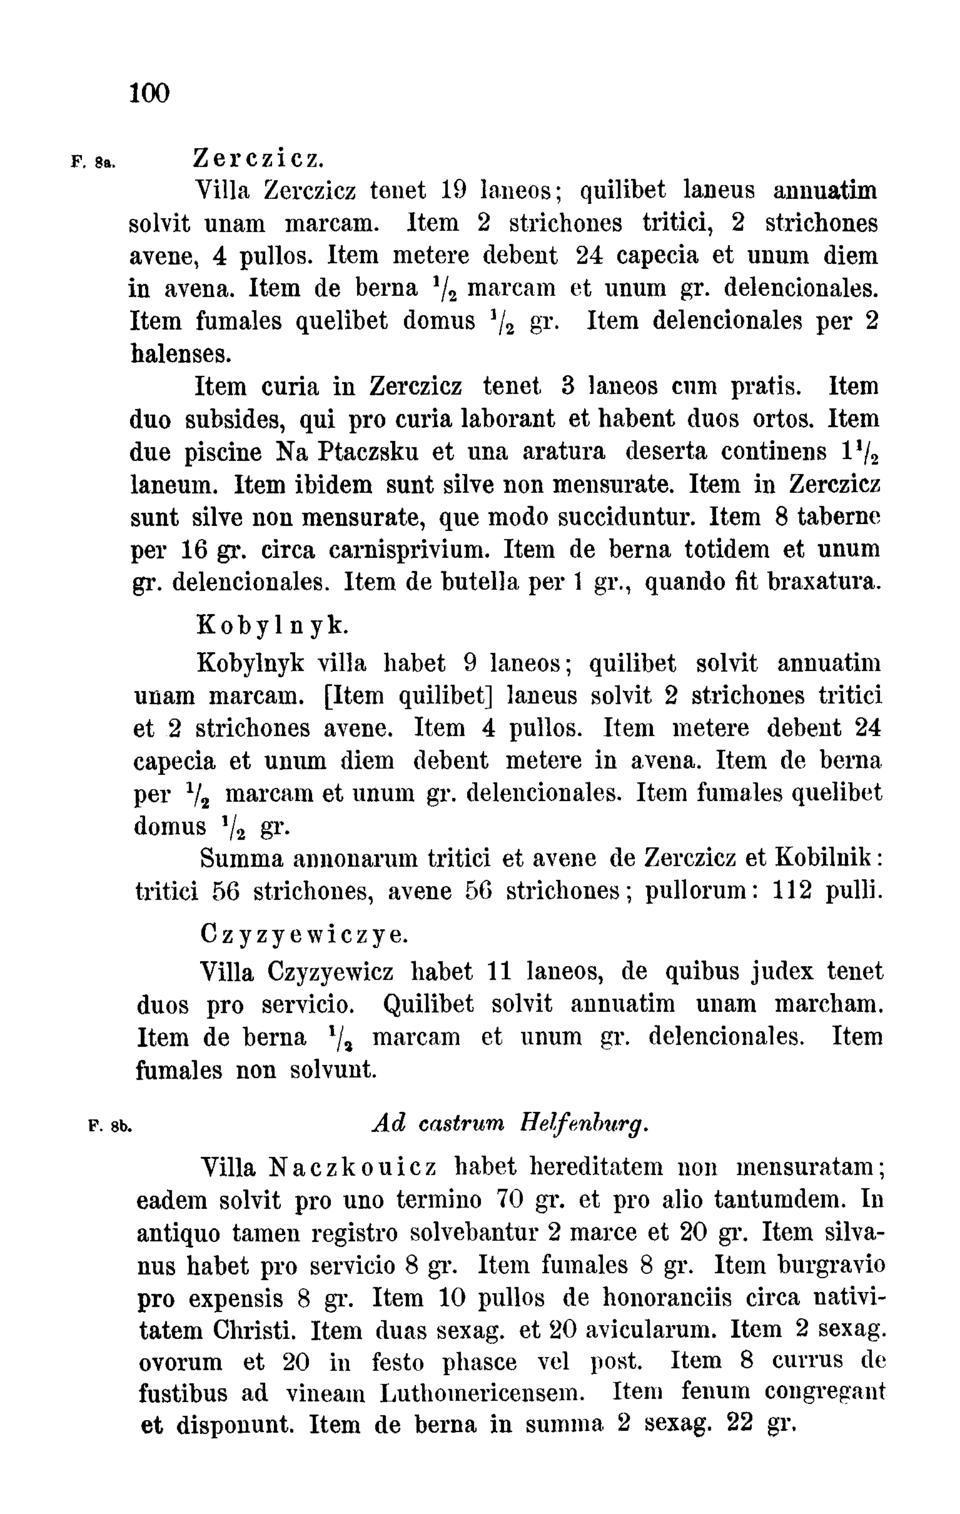 100
F. 8a. Zerczicz.
Villa Zerczicz tenet 19 laneos; quilibet laneus annuatim
solvit unam marcam. Item 2 strichones tritici, 2 strichones
avene, 4 pullos. Item metere debent 24 capecia et unum diem
in avena. Item de berna 1/2 marcam et unum gr. delencionales.
Item fumales quelibet domus 1/2 gr. Item delencionales per 2
halenses.
Item curia in Zerczicz tenet 3 laneos cum pratis. Item
duo subsides, qui pro curia laborant et habent duos ortos. Item
due piscine Na Ptaczsku et una aratura deserta continens 1 1/2
laneum. Item ibidem sunt silve non mensurate. Item in Zerczicz
sunt silve non mensurate, que modo succiduntur. Item 8 taberne
per 16 gr. circa carnisprivium. Item de berna totidem et unum
gr. delencionales. Item de butella per 1 gr., quando fit braxatura.
Kobylnyk.
Kobylnyk villa habet 9 laneos; quilibet solvit annuatim
unam marcam. [Item quilibet] laneus solvit 2 strichones tritici
et 2 strichones avene. Item 4 pullos. Item metere debent 24
capecia et unum diem debent metere in avena. Item de berna
per 1/2 marcam et unum gr. delencionales. Item fumales quelibet
domus 1/2 gr.
Summa annonarum tritici et avene de Zerczicz et Kobilnik:
tritici 56 strichones, avene 56 strichones; pullorum: 112 pulli.
Czyzyewiczye.
Villa Czyzyewicz habet 11 laneos, de quibus judex tenet
duos pro servicio. Quilibet solvit annuatim unam marcham.
Item de berna 1/2 marcam et unum gr. delencionales. Item
fumales non solvunt.
F. 8b. Ad castrum Helfenburg.
Villa Naczkouicz habet hereditatem non mensuratam;
eadem solvit pro uno termino 70 gr. et pro alio tantumdem. In
antiquo tamen registro solvebantur 2 marce et 20 gr. Item silva-
nus habet pro servicio 8 gr. Item fumales 8 gr. Item burgravio
pro expensis 8 gr. Item 10 pullos de honoranciis circa nativi-
tatem Christi. Item duas sexag. et 20 avicularum. Item 2 sexag.
ovorum et 20 in festo phasce vel post. Item 8 currus de
fustibus ad vineam Luthomericensem. Item fenum congregant
et disponunt. Item de berna in summa 2 sexag. 22 gr.